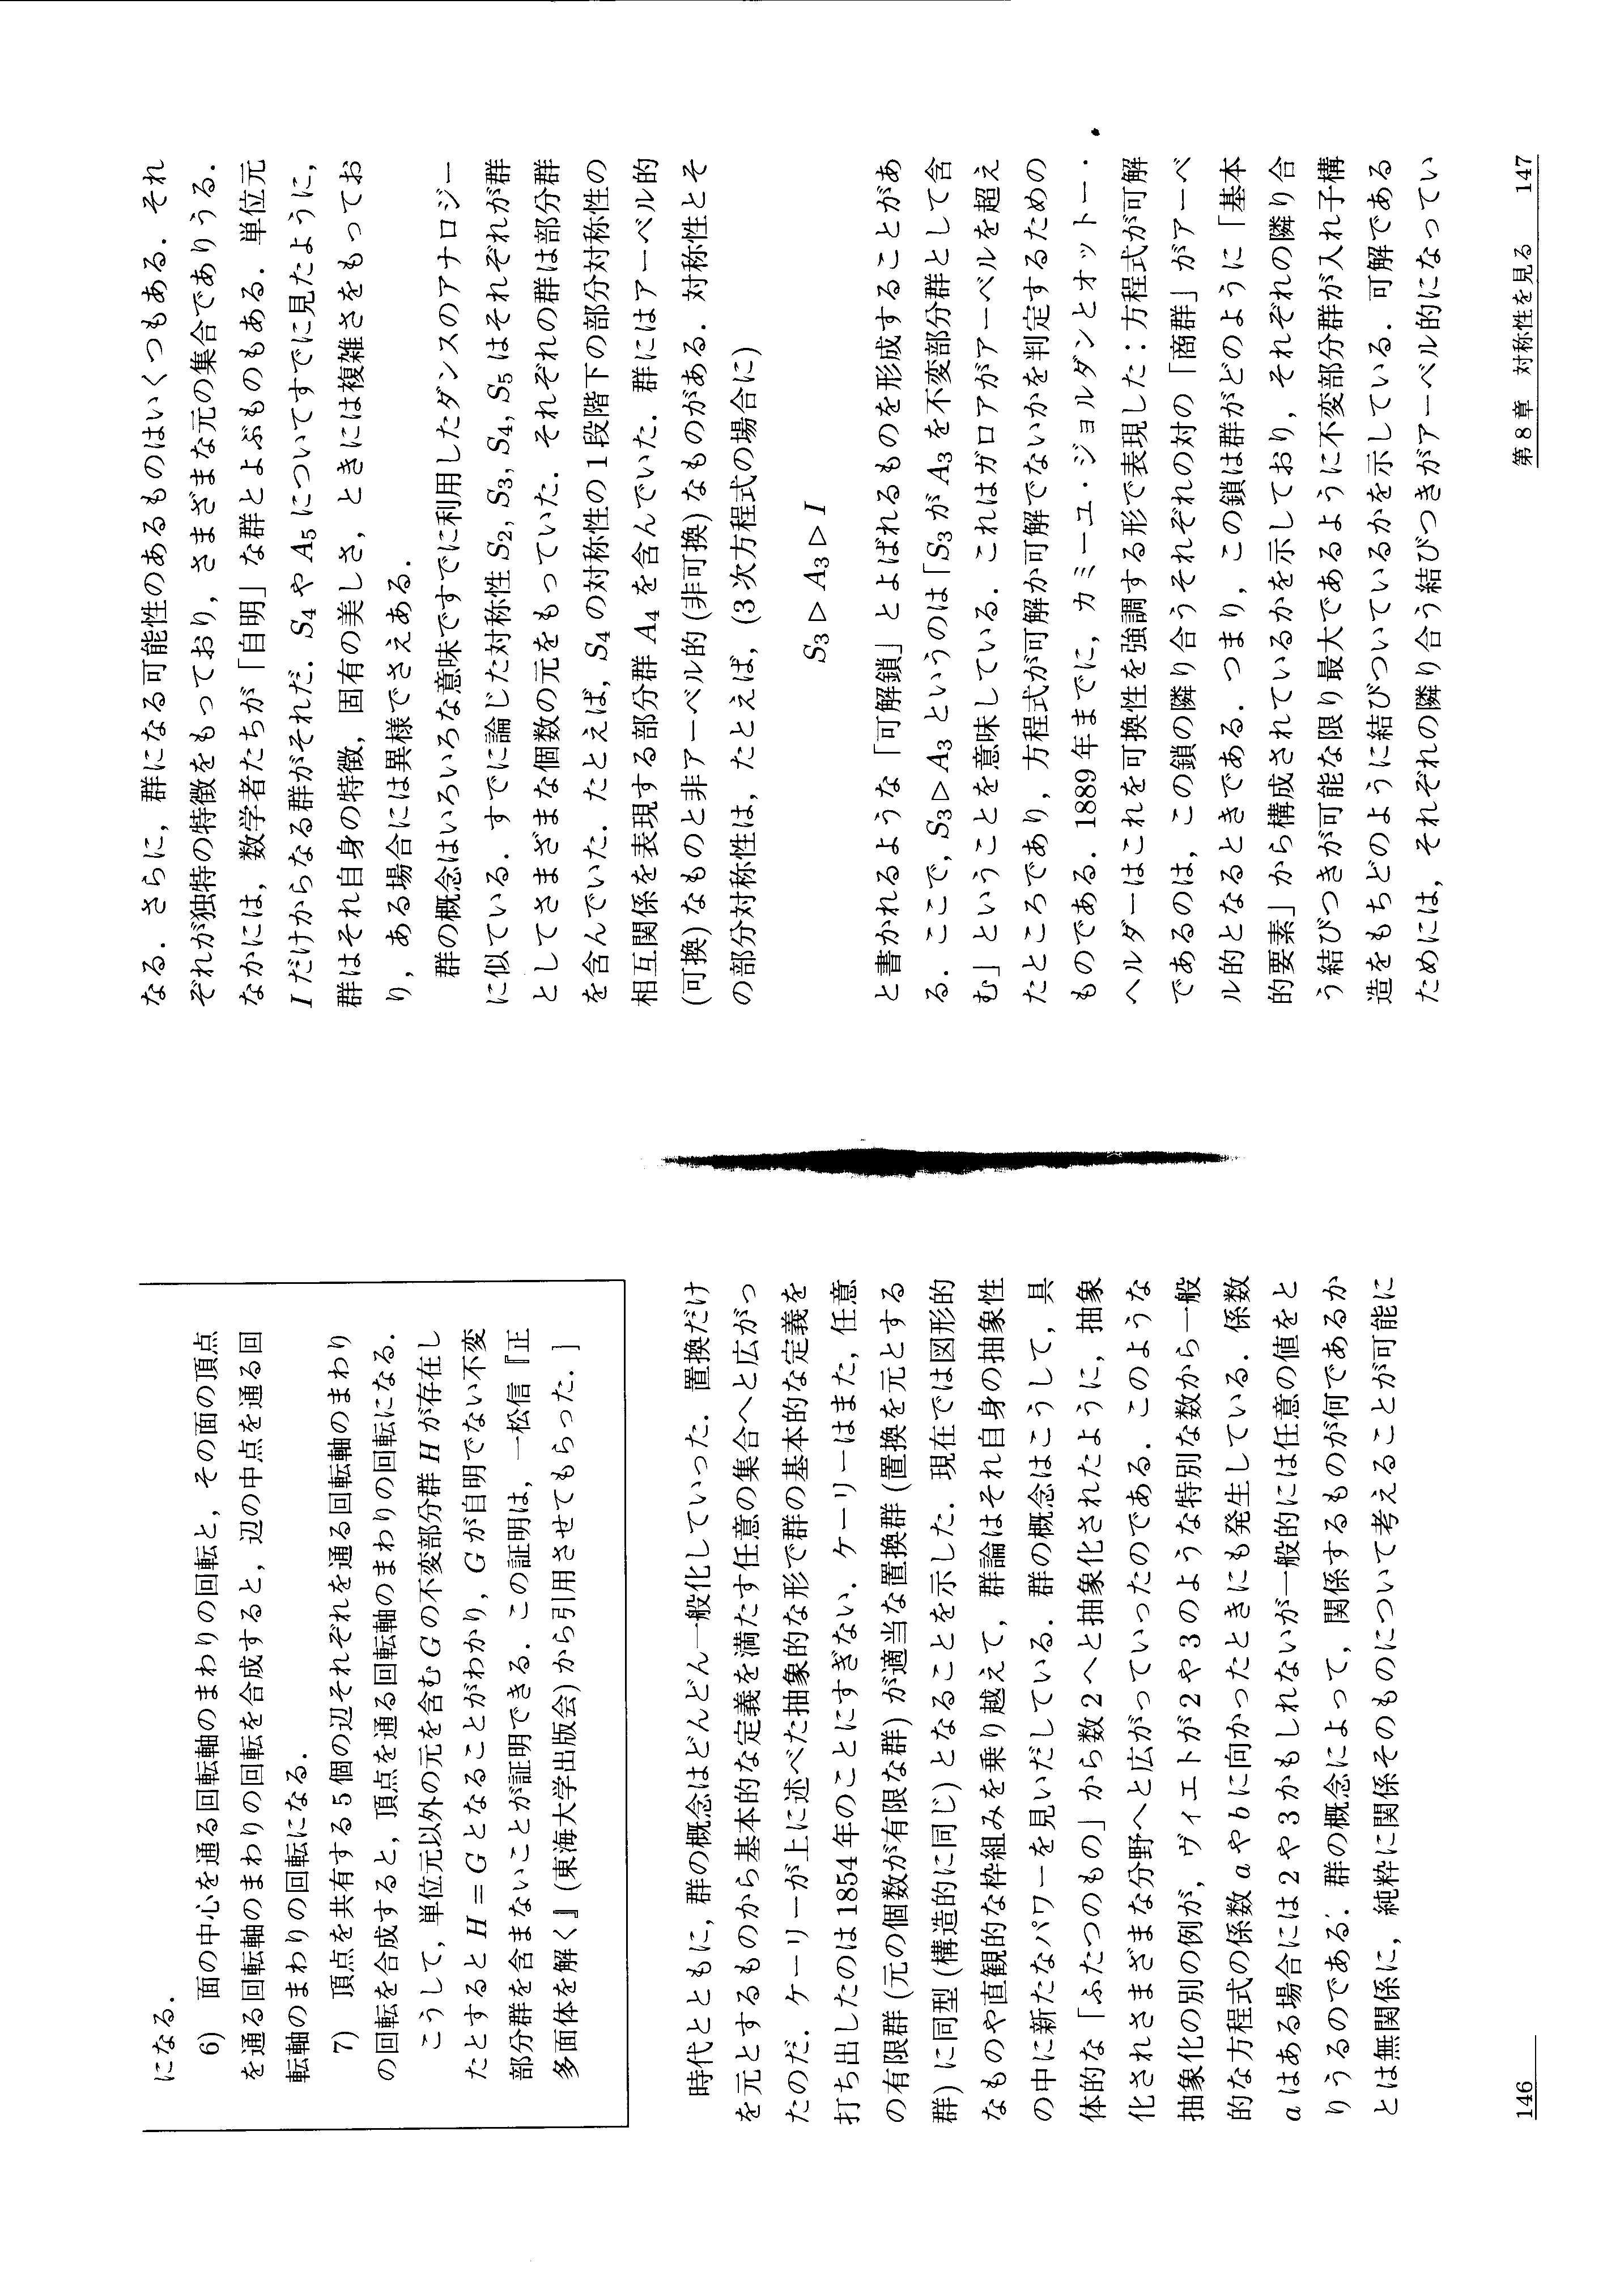 になる．
6) 面の中心を通る回転軸のまわりの回転と，その面の頂点
を通る回転軸のまわりの回転を合成すると，辺の中点を通る回
転軸のまわりの回転になる．
7) 頂点を共有する5個の辺それぞれを通る回転軸のまわり
の回転を合成すると，頂点を通る回転軸のまわりの回転になる．
こうして，単位元以外の元を含むGの不変部分群Hが存在し
たとするとH＝Gとなることがわかり，Gが自明でない不変
部分群を含まないことが証明できる．この証明は，一松信『正
多面体を解く』(東海大学出版会)から引用させてもらった．]
時代とともに，群の概念はどんどん一般化していった．置換だけ
を元とするものから基本的な定義を満たす任意の集合へと広がっ
たのだ．ケーリーが上に述べた抽象的な形で群の基本的な定義を
打ち出したのは1854年のことにすぎない．ケーリーはまた，任意
の有限群(元の個数が有限な群)が適当な置換群(置換を元とする
群)に同型(構造的に同じ)となることを示した．現在では図形的
なものや直観的な枠組みを乗り越えて，群論はそれ自身の抽象性
の中に新たなパワーを見いだしている．群の概念はこうして，具
体的な「ふたつのもの」から数2へと抽象化されたように，抽象
化されさまざまな分野へと広がっていったのである．このような
抽象化の別の例が，ヴィエトが2や3のような特別な数から一般
的な方程式の係数aやbに向かったときにも発生している．係数
aはある場合には2や3かもしれないが一般的には任意の値をと
りうるのである．群の概念によって，関係するものが何であるか
とは無関係に，純粋に関係そのものについて考えることが可能に
146
なる．さらに，群になる可能性のあるものはいくつもある．それ
ぞれが独特の特徴をもっており，さまざまな元の集合でありうる．
なかには，数学者たちが「自明」な群とよぶものもある．単位元
Iだけからなる群がそれだ．S₄やA₅についてすでに見たように，
群はそれ自身の特徴，固有の美しさ，ときには複雑さをもってお
り，ある場合には異様でさえある．
群の概念はいろいろな意味ですでに利用したダンスのアナロジー
に似ている．すでに論じた対称性S₂, S₃, S₄, S₅はそれぞれが群
としてさまざまな個数の元をもっていた．それぞれの群は部分群
を含んでいた．たとえば，S₄の対称性の1段階下の部分対称性の
相互関係を表現する部分群A₄を含んでいた．群にはアーベル的
(可換)なものと非アーベル的(非可換)なものがある．対称性とそ
の部分対称性は，たとえば，(3次方程式の場合に)
S₃▷A₃▷I
と書かれるような「可解鎖」とよばれるものを形成することがあ
る．ここで，S₃▷A₃というのは「S₃がA₃を不変部分群として含
む」ということを意味している．これはガロアがアーベルを超え
たところであり，方程式が可解か可解でないかを判定するための
ものである．1889年までに，カミーユ・ジョルダンとオットー・
ヘルダーはこれを可換性を強調する形で表現した：方程式が可解
であるのは，この鎖の隣り合うそれぞれの対の「商群」がアーベ
ル的となるときである．つまり，この鎖は群がどのように「基本
的要素」から構成されているかを示しており，それぞれの隣り合
う結びつきが可能な限り最大であるように不変部分群が入れ子構
造をもちどのように結びついているかを示している．可解である
ためには，それぞれの隣り合う結びつきがアーベル的になってい
第8章 対称性を見る 147